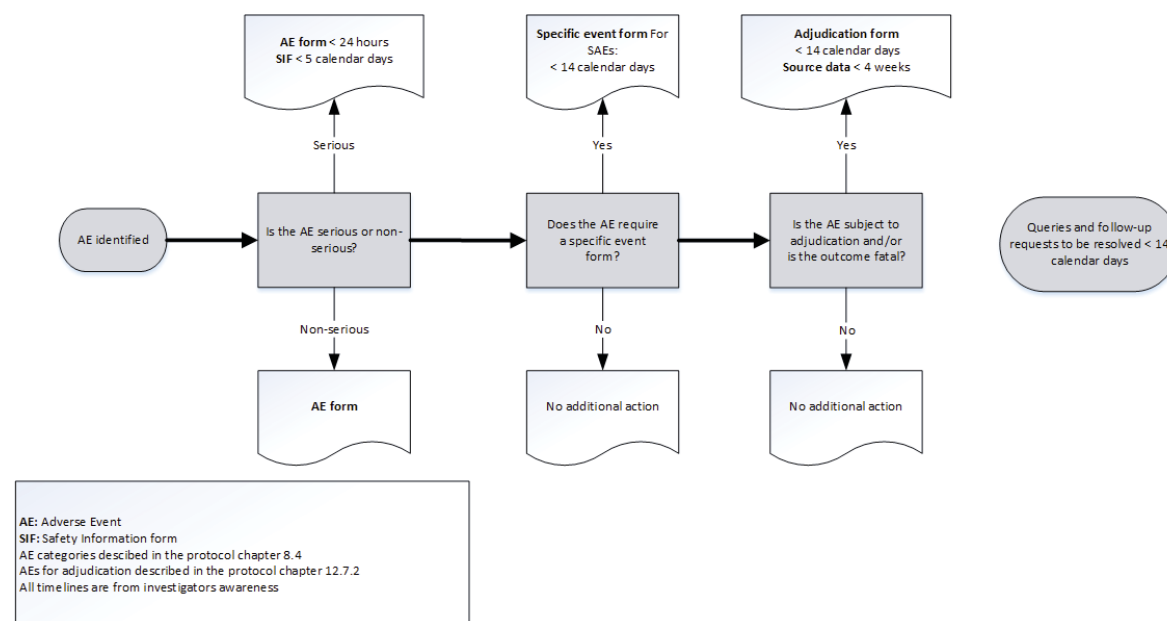 AE form < 24 hours
SIF < 5 calendar days
Specific event form For
SAEs:
< 14 calendar days
Adjudication form
< 14 calendar days
Source data < 4 weeks
Serious
Yes
Yes
AE identified
Is the AE serious or non-
serious?
Does the AE require
a specific event
form?
Is the AE subject to
adjudication and/or
is the outcome fatal?
Queries and follow-up
requests to be resolved < 14
calendar days
Non-serious
No
No
AE form
No additional action
No additional action
AE: Adverse Event
SIF: Safety Information form
AE categories descibed in the protocol chapter 8.4
AEs for adjudication described in the protocol chapter 12.7.2
All timelines are from investigators awareness